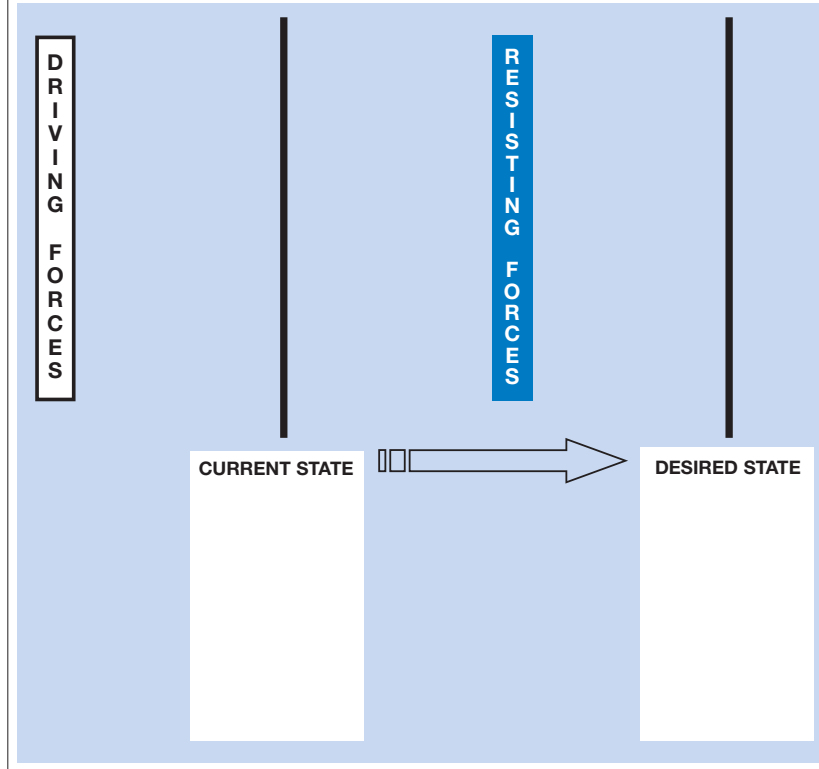 DRIVING FORCES
RESISTING FORCES
CURRENT STATE
DESIRED STATE